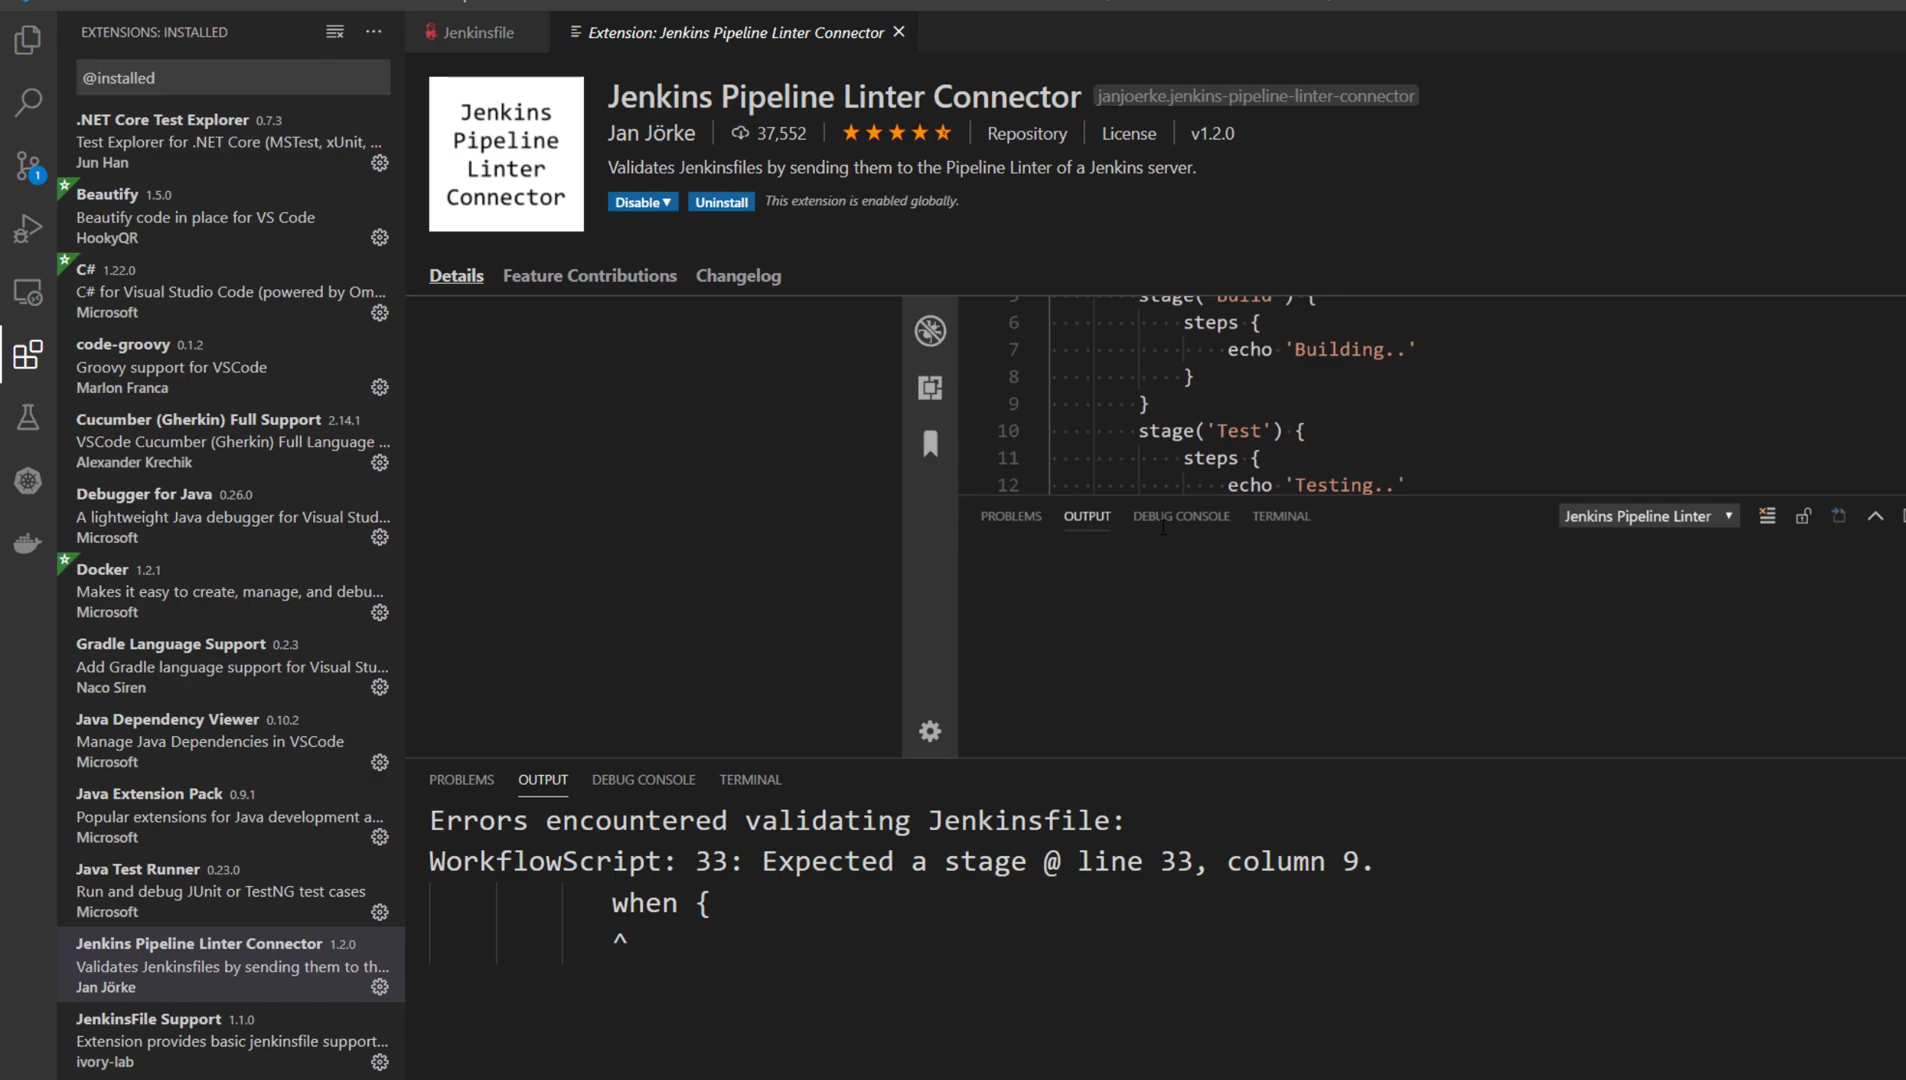 EXTENSIONS: INSTALLED
@installed
.NET Core Test Explorer 0.7.3
Test Explorer for .NET Core (MSTest, xUnit, ...
Jun Han
Beautify 1.5.0
Beautify code in place for VS Code
HookyQR
C# 1.22.0
C# for Visual Studio Code (powered by Om...
Microsoft
code-groovy 0.1.2
Groovy support for VSCode
Marlon Franca
Cucumber (Gherkin) Full Support 2.14.1
VSCode Cucumber (Gherkin) Full Language ...
Alexander Krechik
Debugger for Java 0.26.0
A lightweight Java debugger for Visual Stud...
Microsoft
Docker 1.2.1
Makes it easy to create, manage, and debu...
Microsoft
Gradle Language Support 0.2.3
Add Gradle language support for Visual Stu...
Naco Siren
Java Dependency Viewer 0.10.2
Manage Java Dependencies in VSCode
Microsoft
Java Extension Pack 0.9.1
Popular extensions for Java development a...
Microsoft
Java Test Runner 0.23.0
Run and debug JUnit or TestNG test cases
Microsoft
Jenkins Pipeline Linter Connector 1.2.0
Validates Jenkinsfiles by sending them to th...
Jan Jörke
JenkinsFile Support 1.1.0
Extension provides basic jenkinsfile support...
ivory-lab
1
Jenkinsfile
Extension: Jenkins Pipeline Linter Connector
Jenkins
Pipeline
Linter
Connector
Jenkins Pipeline Linter Connector janjoerke.jenkins-pipeline-linter-connector
Jan Jörke 37,552 Repository License v1.2.0
Validates Jenkinsfiles by sending them to the Pipeline Linter of a Jenkins server.
Disable Uninstall This extension is enabled globally.
Details Feature Contributions Changelog
5 stage('Build') {
6 steps {
7 echo 'Building..'
8 }
9 }
10 stage('Test') {
11 steps {
12 echo 'Testing..'
PROBLEMS OUTPUT DEBUG CONSOLE TERMINAL Jenkins Pipeline Linter
PROBLEMS OUTPUT DEBUG CONSOLE TERMINAL
Errors encountered validating Jenkinsfile:
WorkflowScript: 33: Expected a stage @ line 33, column 9.
when {
^